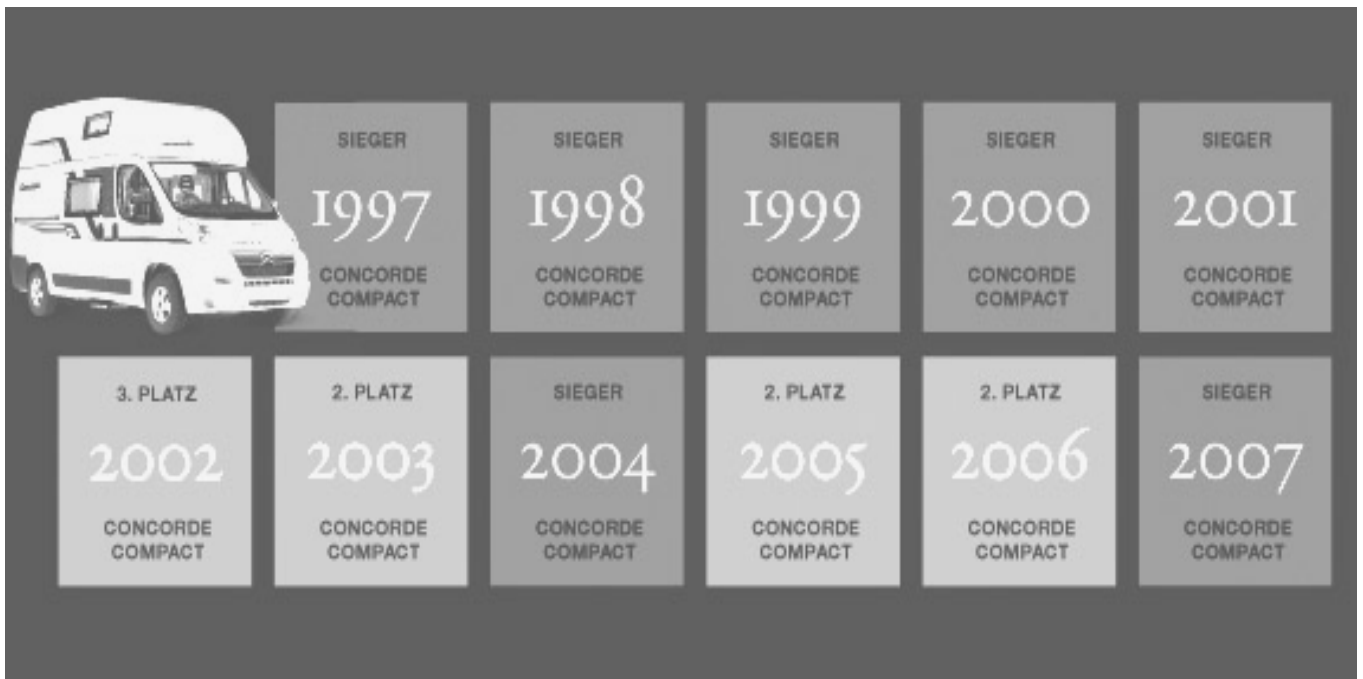 SIEGER
1997
CONCORDE
COMPACT
SIEGER
1998
CONCORDE
COMPACT
SIEGER
1999
CONCORDE
COMPACT
SIEGER
2000
CONCORDE
COMPACT
SIEGER
2001
CONCORDE
COMPACT
3. PLATZ
2002
CONCORDE
COMPACT
2. PLATZ
2003
CONCORDE
COMPACT
SIEGER
2004
CONCORDE
COMPACT
2. PLATZ
2005
CONCORDE
COMPACT
2. PLATZ
2006
CONCORDE
COMPACT
SIEGER
2007
CONCORDE
COMPACT